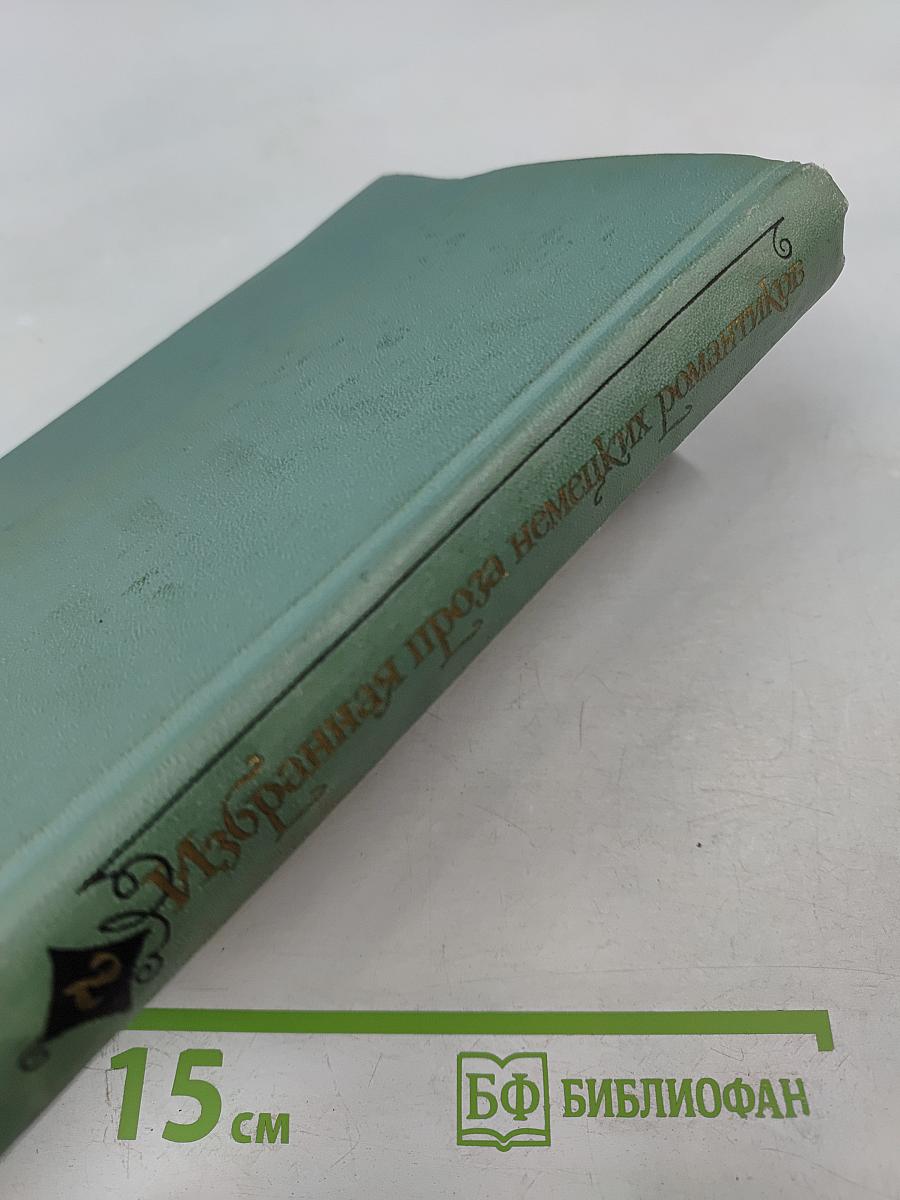 Избранная проза немецких романтиков
2
15 см
БФ БИБЛИОФАН